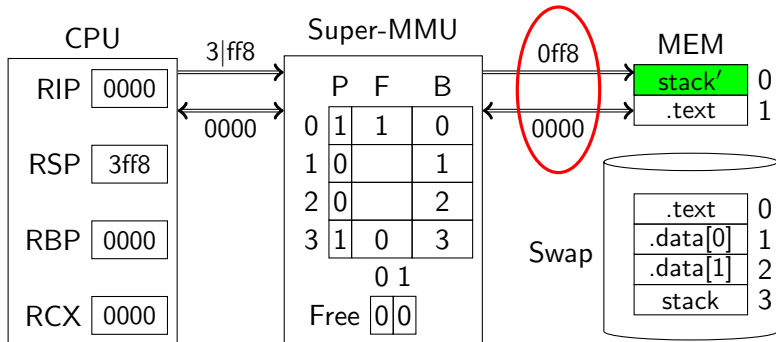 CPU
RIP 0000
RSP 3ff8
RBP 0000
RCX 0000
3|ff8
0000
Super-MMU
P F B
0 1 1 0
1 0 1
2 0 2
3 1 0 3
0 1
Free 0 0
0ff8
0000
MEM
stack′ 0
.text 1
Swap
.text 0
.data[0] 1
.data[1] 2
stack 3